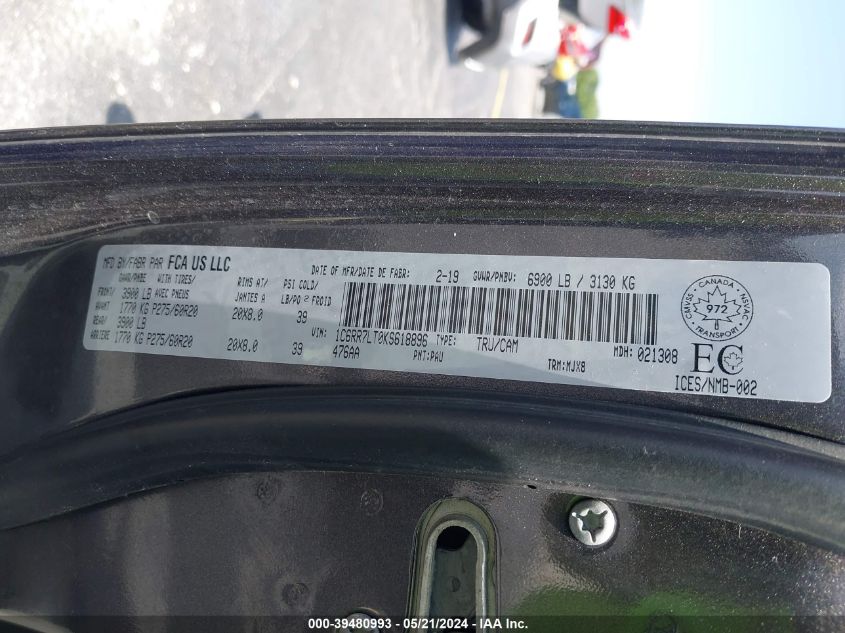 MFD BY/FABR PAR FCA US LLC
DATE OF MFR/DATE DE FABR: 2-19 GVWR/PNBV: 6900 LB / 3130 KG
GAWR/PNBE WITH TIRES/ RIMS AT/ PSI COLD/
FRONT/ 3900 LB AVEC PNEUS JANTES A LB/PO 2 FROID
AVANT 1770 KG P275/60R20 20X8.0 39
REAR/ 3900 LB
ARRIERE 1770 KG P275/60R20 20X8.0 39
VIN: 1C6RR7LT0KS618896 TYPE: TRU/CAM MDH: 021308
476AA PNT: PAU TRM: MJX8
CMVSS CANADA NSVAC
972
TRANSPORT
EC
ICES/NMB-002
000-39480993 - 05/21/2024 - IAA Inc.